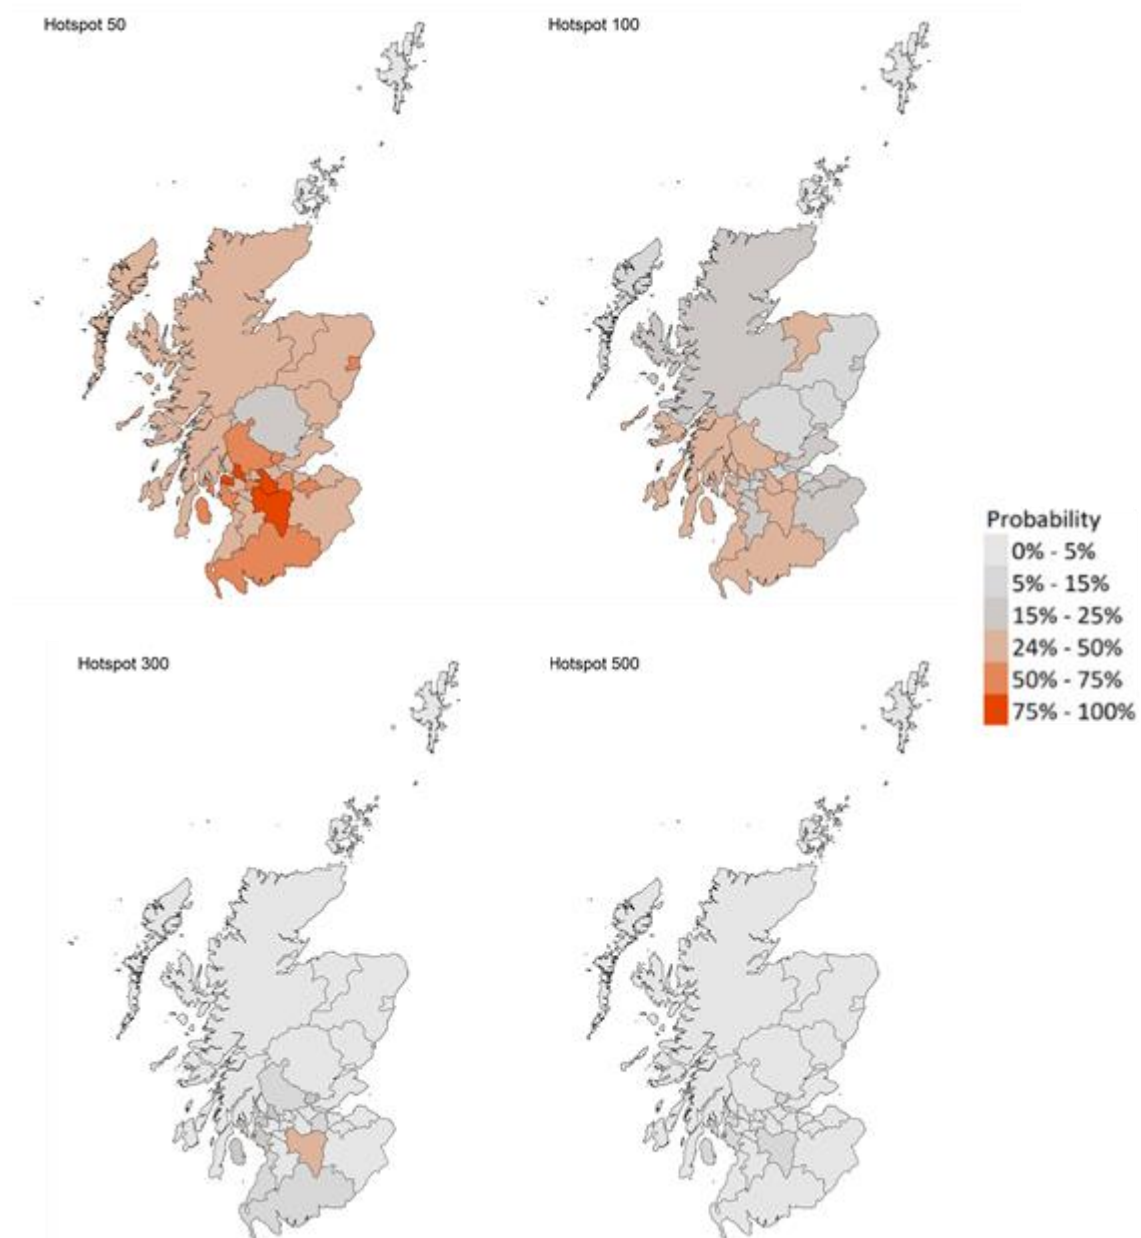 Hotspot 50
Hotspot 100
Probability
0% - 5%
5% - 15%
15% - 25%
24% - 50%
50% - 75%
75% - 100%
Hotspot 300
Hotspot 500